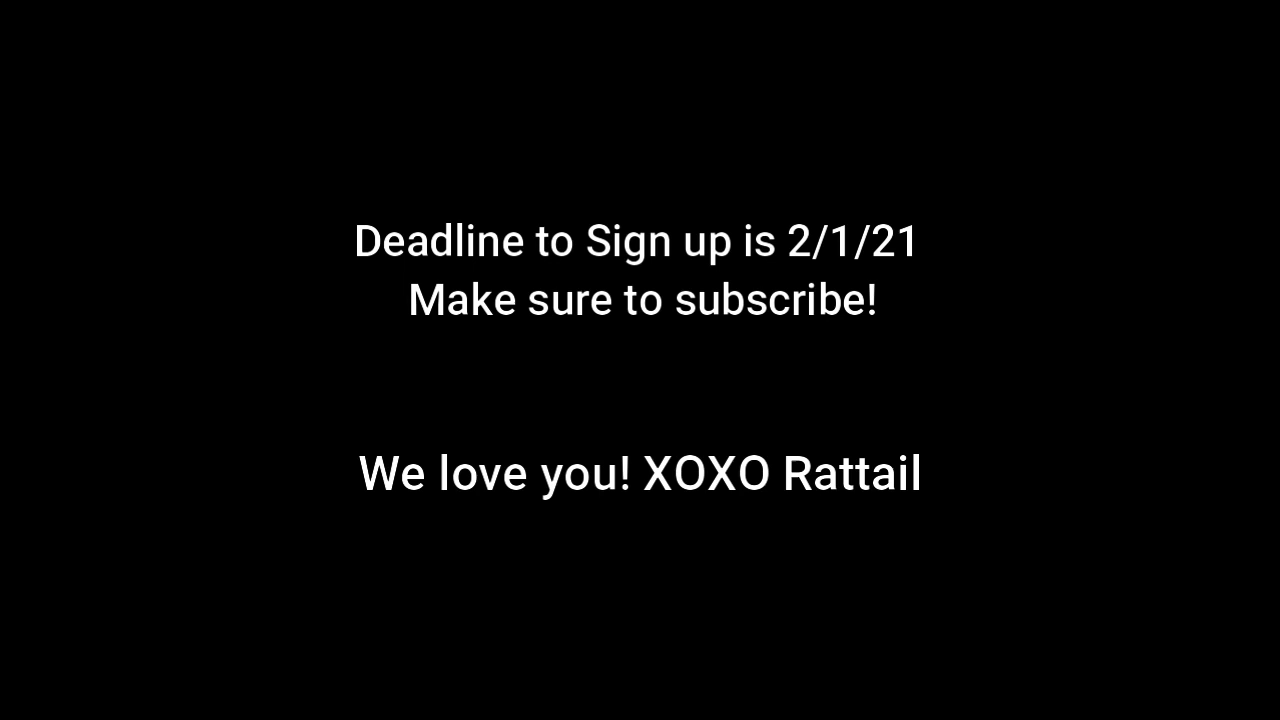 Deadline to Sign up is 2/1/21
Make sure to subscribe!
We love you! XOXO Rattail